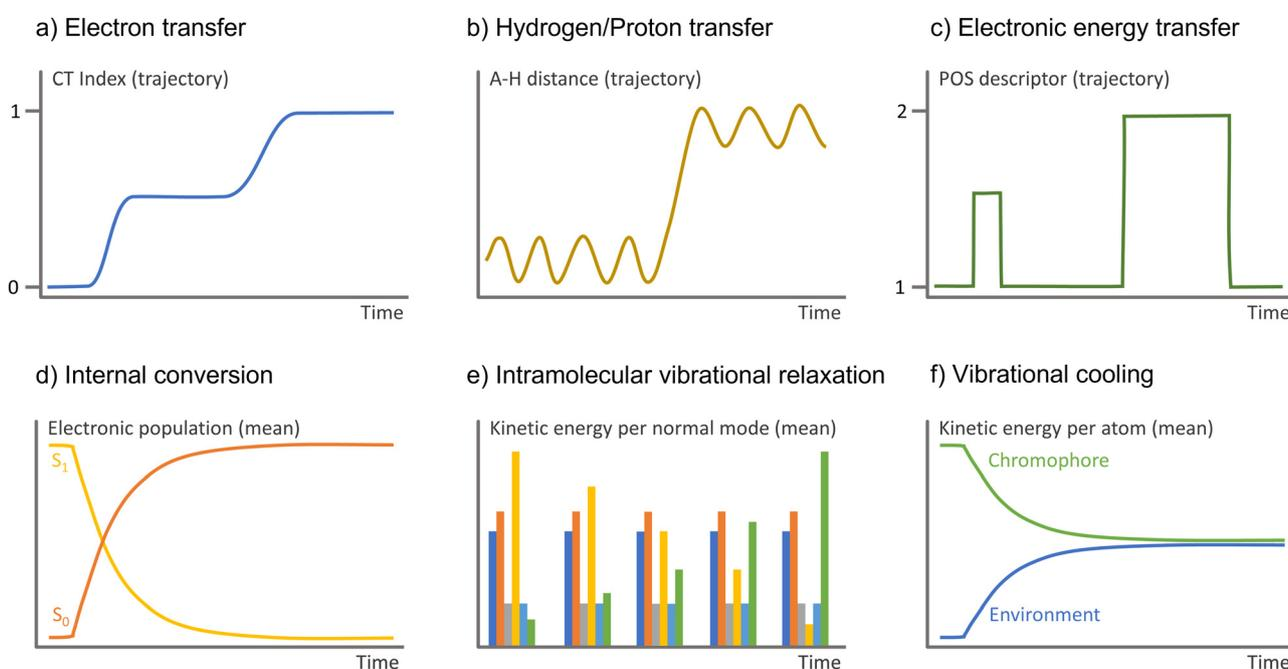 a) Electron transfer
CT Index (trajectory)
1
0
Time
b) Hydrogen/Proton transfer
A-H distance (trajectory)
Time
c) Electronic energy transfer
POS descriptor (trajectory)
2
1
Time
d) Internal conversion
Electronic population (mean)
S1
S0
Time
e) Intramolecular vibrational relaxation
Kinetic energy per normal mode (mean)
Time
f) Vibrational cooling
Kinetic energy per atom (mean)
Chromophore
Environment
Time